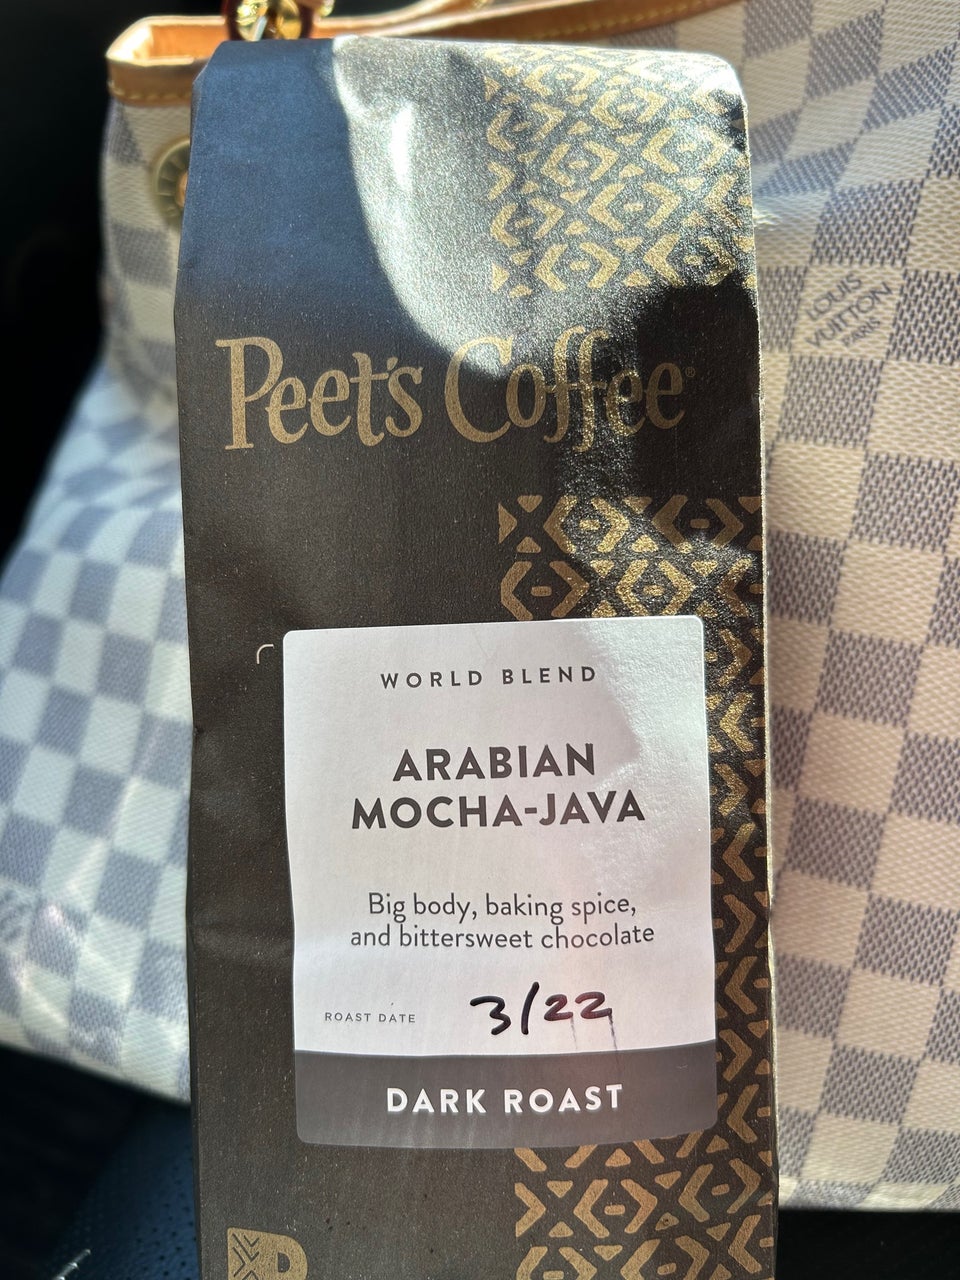 Peet's Coffee®
LOUIS
VUITTON
PARIS
WORLD BLEND
ARABIAN
MOCHA-JAVA
Big body, baking spice,
and bittersweet chocolate
ROAST DATE 3/22
DARK ROAST